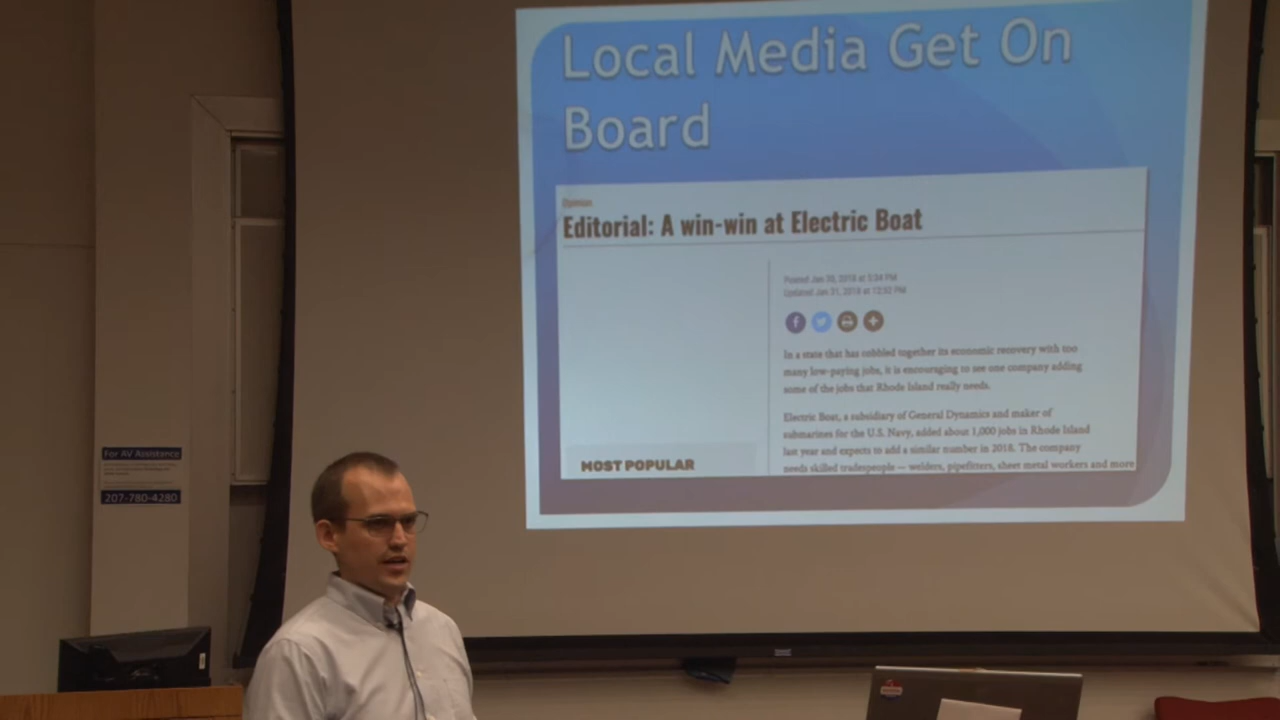 Local Media Get On
Board
Opinion
Editorial: A win-win at Electric Boat
Posted Jan 30, 2018 at 5:04 PM
Updated Jan 31, 2018 at 12:52 PM
In a state that has cobbled together its economic recovery with too
many low-paying jobs, it is encouraging to see one company adding
some of the jobs that Rhode Island really needs.
Electric Boat, a subsidiary of General Dynamics and maker of
submarines for the U.S. Navy, added about 1,000 jobs in Rhode Island
last year and expects to add a similar number in 2018. The company
needs skilled tradespeople — welders, pipefitters, sheet metal workers and more
MOST POPULAR
For AV Assistance
207-780-4280